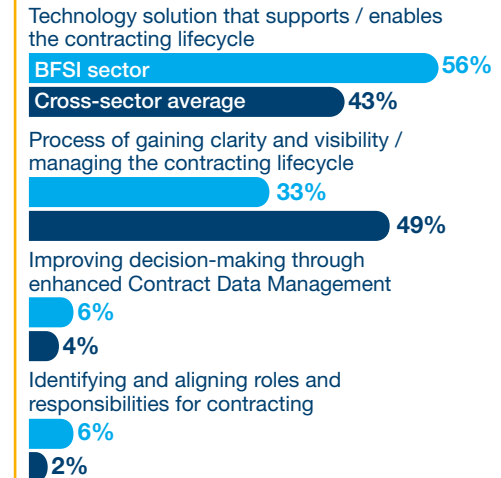 Technology solution that supports / enables
the contracting lifecycle
BFSI sector
56%
Cross-sector average
43%
Process of gaining clarity and visibility /
managing the contracting lifecycle
33%
49%
Improving decision-making through
enhanced Contract Data Management
6%
4%
Identifying and aligning roles and
responsibilities for contracting
6%
2%